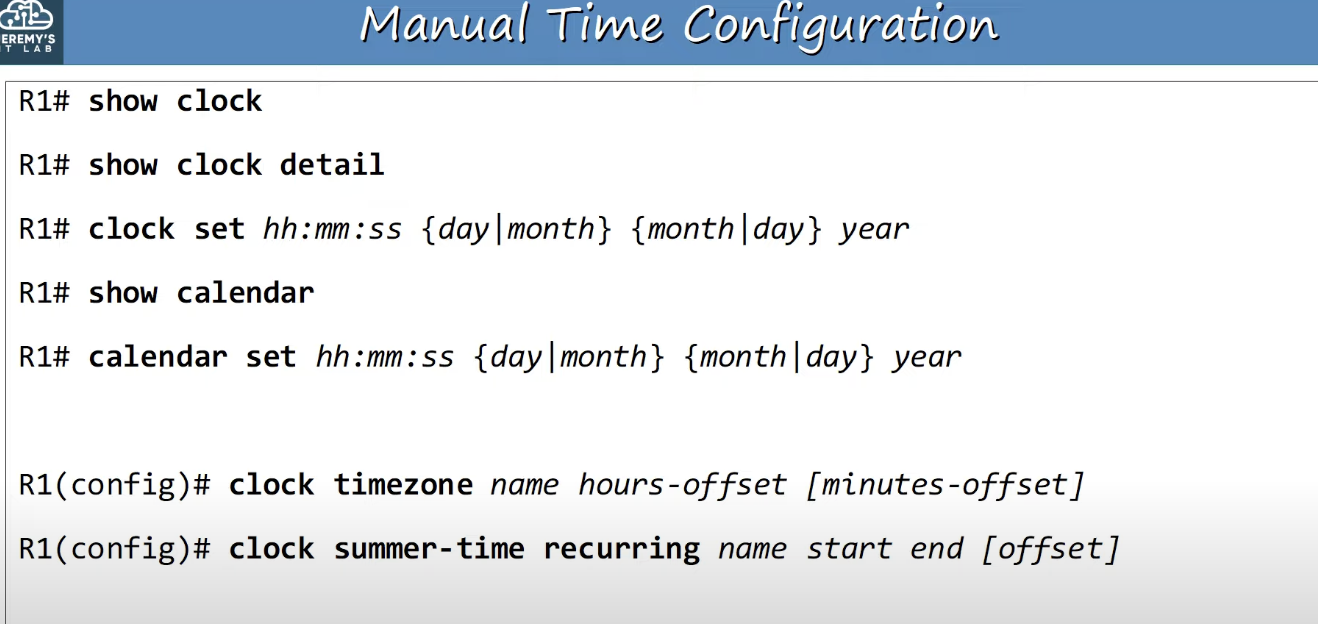 EREMY'S
T LAB
Manual Time Configuration
R1# show clock
R1# show clock detail
R1# clock set hh:mm:ss {day|month} {month|day} year
R1# show calendar
R1# calendar set hh:mm:ss {day|month} {month|day} year
R1(config)# clock timezone name hours-offset [minutes-offset]
R1(config)# clock summer-time recurring name start end [offset]